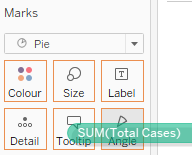 Marks
Pie
Colour Size Label
SUM(Total Cases)
Detail Tooltip Angle